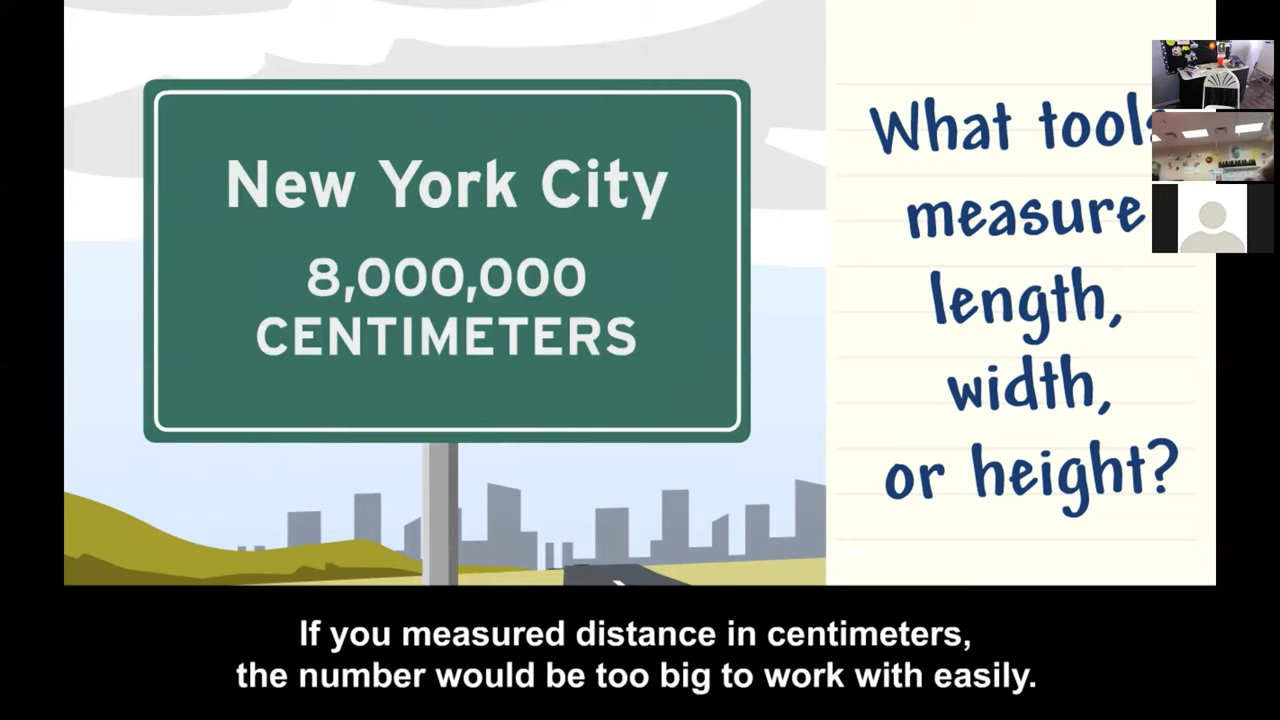 New York City
8,000,000
CENTIMETERS
What tools
measure
length,
width,
or height?
If you measured distance in centimeters,
the number would be too big to work with easily.